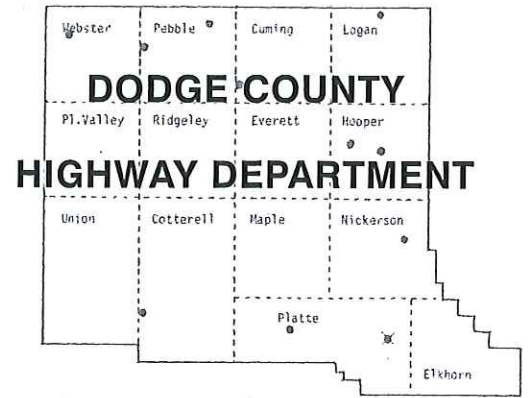 Webster Pebble Cuming Logan
DODGE COUNTY
Pl.Valley Ridgeley Everett Hooper
HIGHWAY DEPARTMENT
Union Cotterell Maple Nickerson
Platte
Elkhorn